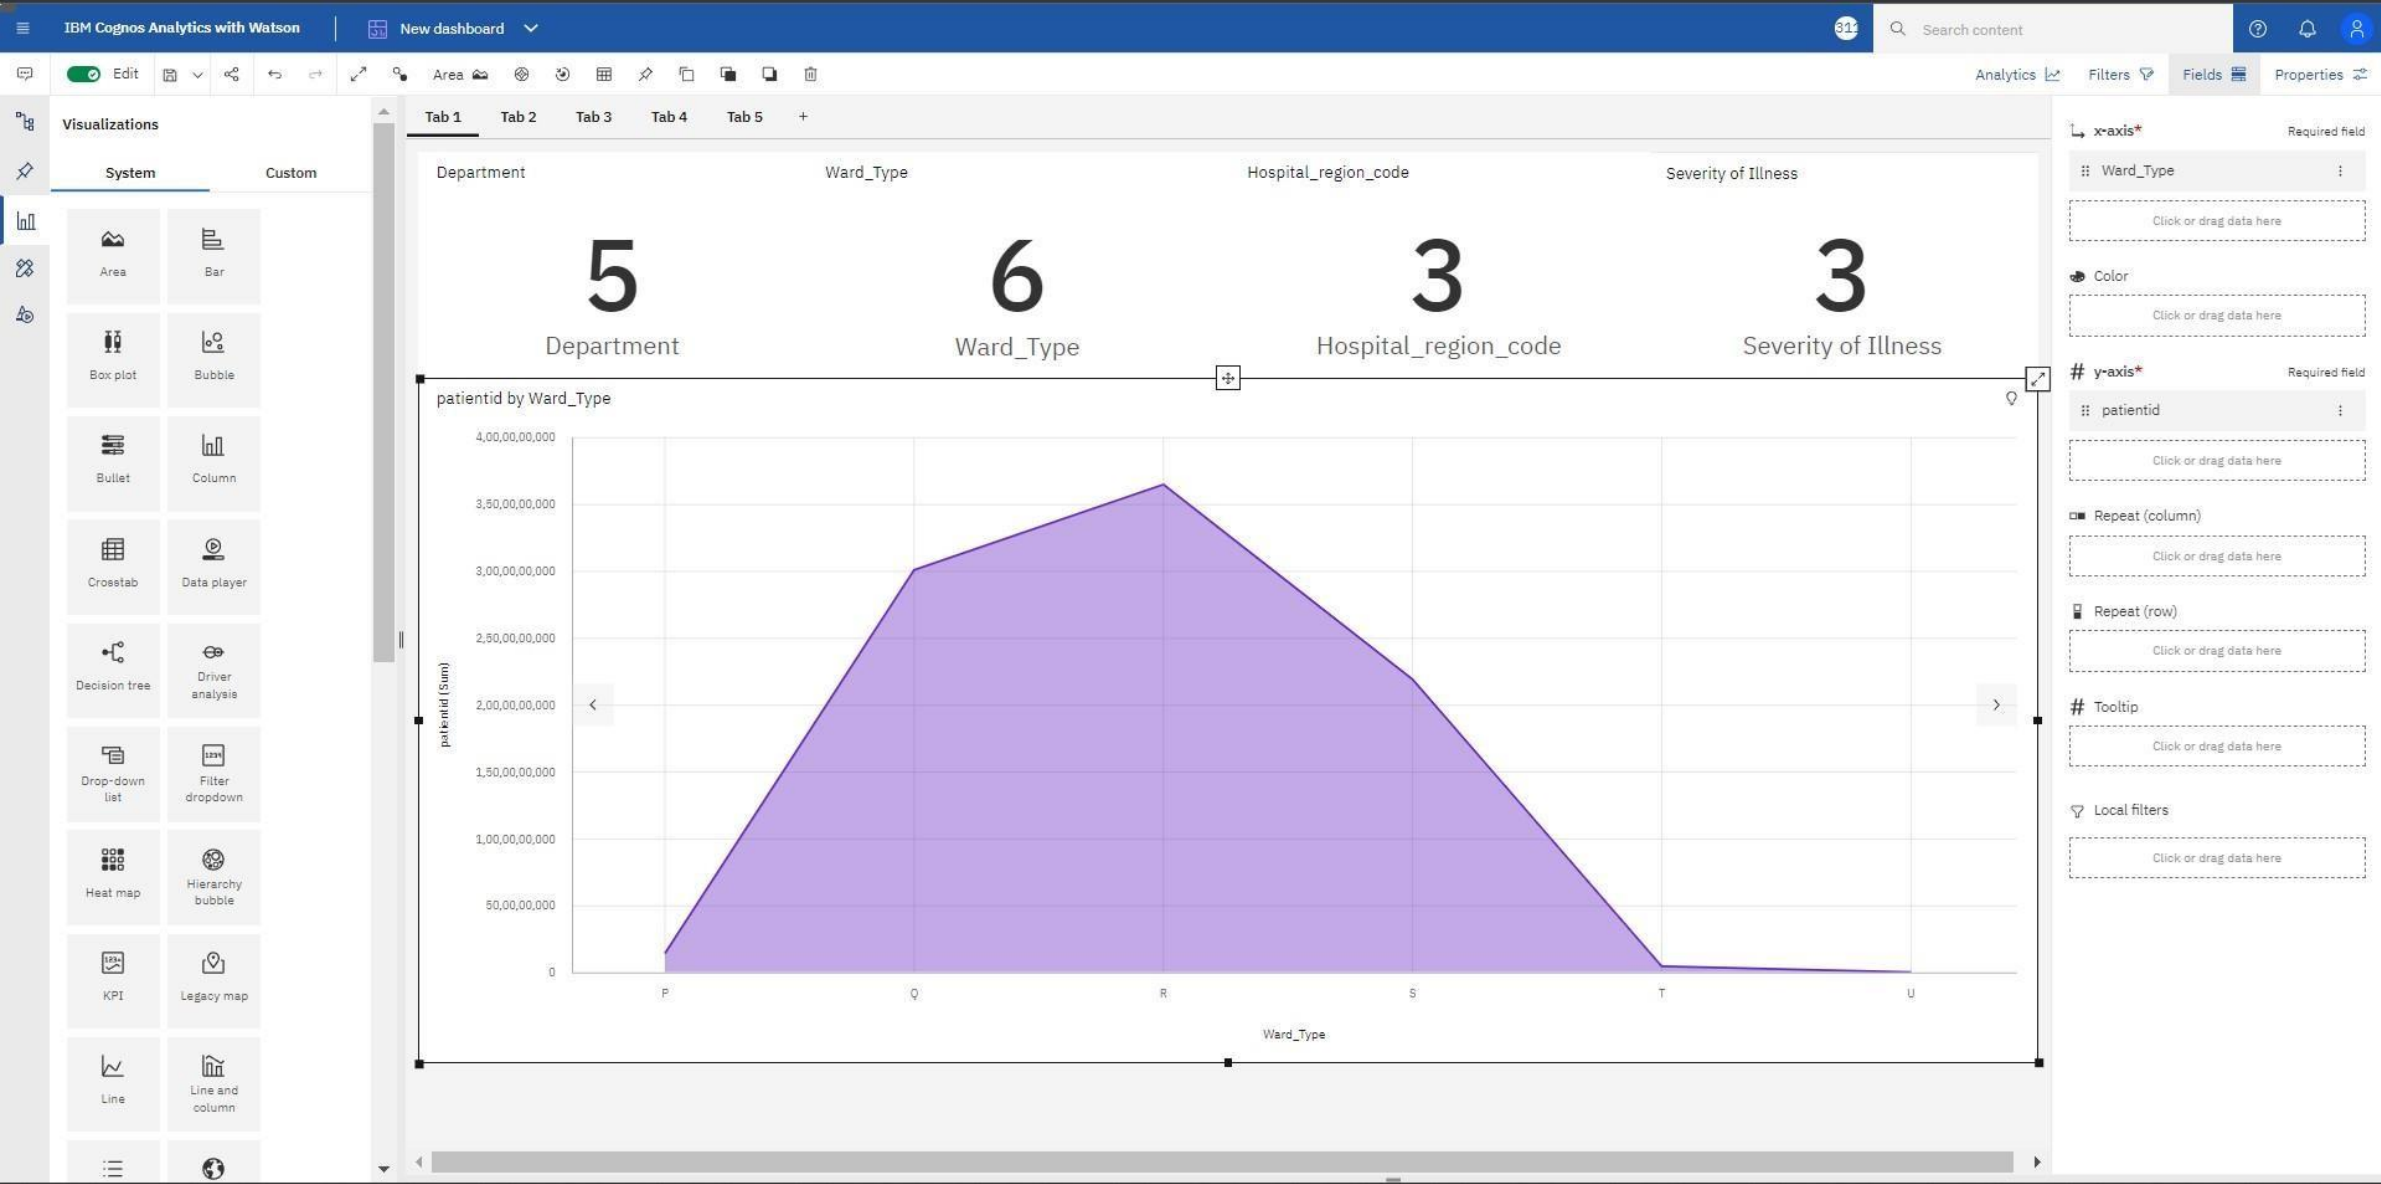 IBM Cognos Analytics with Watson
New dashboard
311
Search content
Edit
Area
Analytics
Filters
Fields
Properties
Visualizations
System
Custom
Area
Bar
Box plot
Bubble
Bullet
Column
Crosstab
Data player
Decision tree
Driver
analysis
Drop-down
list
Filter
dropdown
Heat map
Hierarchy
bubble
KPI
Legacy map
Line
Line and
column
Tab 1
Tab 2
Tab 3
Tab 4
Tab 5
+
Department
Ward_Type
Hospital_region_code
Severity of Illness
5
6
3
3
Department
Ward_Type
Hospital_region_code
Severity of Illness
patientid by Ward_Type
patientid (Sum)
4,00,00,00,000
3,50,00,00,000
3,00,00,00,000
2,50,00,00,000
2,00,00,00,000
1,50,00,00,000
1,00,00,00,000
50,00,00,000
0
P
Q
R
S
T
U
Ward_Type
x-axis*
Required field
Ward_Type
Click or drag data here
Color
Click or drag data here
# y-axis*
Required field
patientid
Click or drag data here
Repeat (column)
Click or drag data here
Repeat (row)
Click or drag data here
# Tooltip
Click or drag data here
Local filters
Click or drag data here